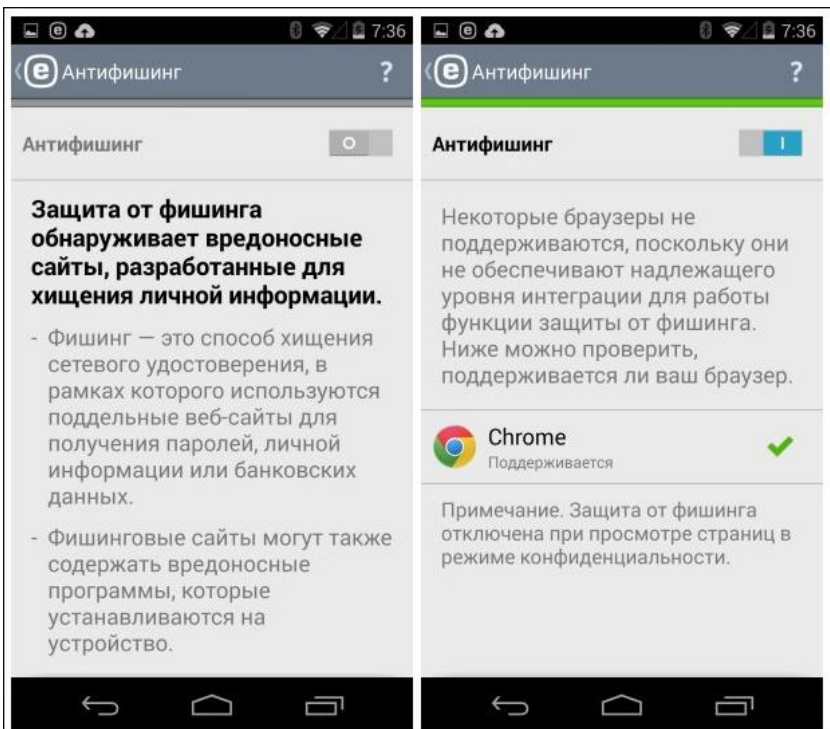 7:36
Антифишинг
?
Антифишинг
O
Защита от фишинга
обнаруживает вредоносные
сайты, разработанные для
хищения личной информации.
- Фишинг — это способ хищения
сетевого удостоверения, в
рамках которого используются
поддельные веб-сайты для
получения паролей, личной
информации или банковских
данных.
- Фишинговые сайты могут также
содержать вредоносные
программы, которые
устанавливаются на
устройство.
7:36
Антифишинг
?
Антифишинг
I
Некоторые браузеры не
поддерживаются, поскольку они
не обеспечивают надлежащего
уровня интеграции для работы
функции защиты от фишинга.
Ниже можно проверить,
поддерживается ли ваш браузер.
Chrome
Поддерживается
Примечание. Защита от фишинга
отключена при просмотре страниц в
режиме конфиденциальности.